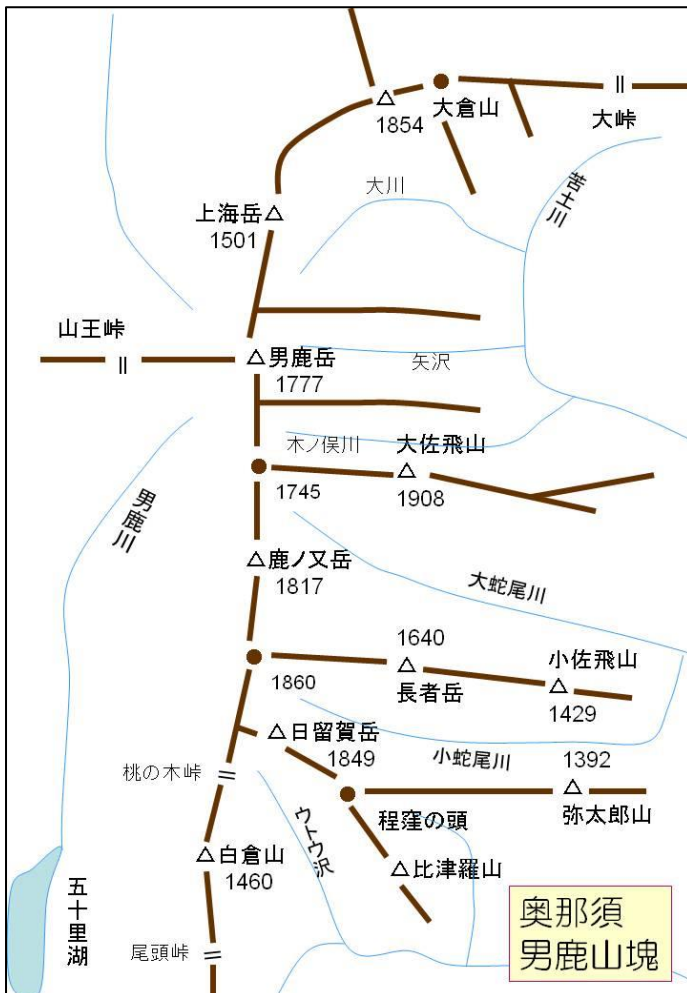 大倉山
1854
大峠
大川
苦土川
上海岳
1501
山王峠
男鹿岳
1777
矢沢
木ノ俣川
大佐飛山
1745
1908
男鹿川
鹿ノ又岳
1817
大蛇尾川
1640
長者岳
小佐飛山
1429
1860
日留賀岳
1849
小蛇尾川
1392
弥太郎山
桃の木峠
程窪の頭
ウトウ沢
白倉山
1460
比津羅山
五十里湖
尾頭峠
奥那須
男鹿山塊